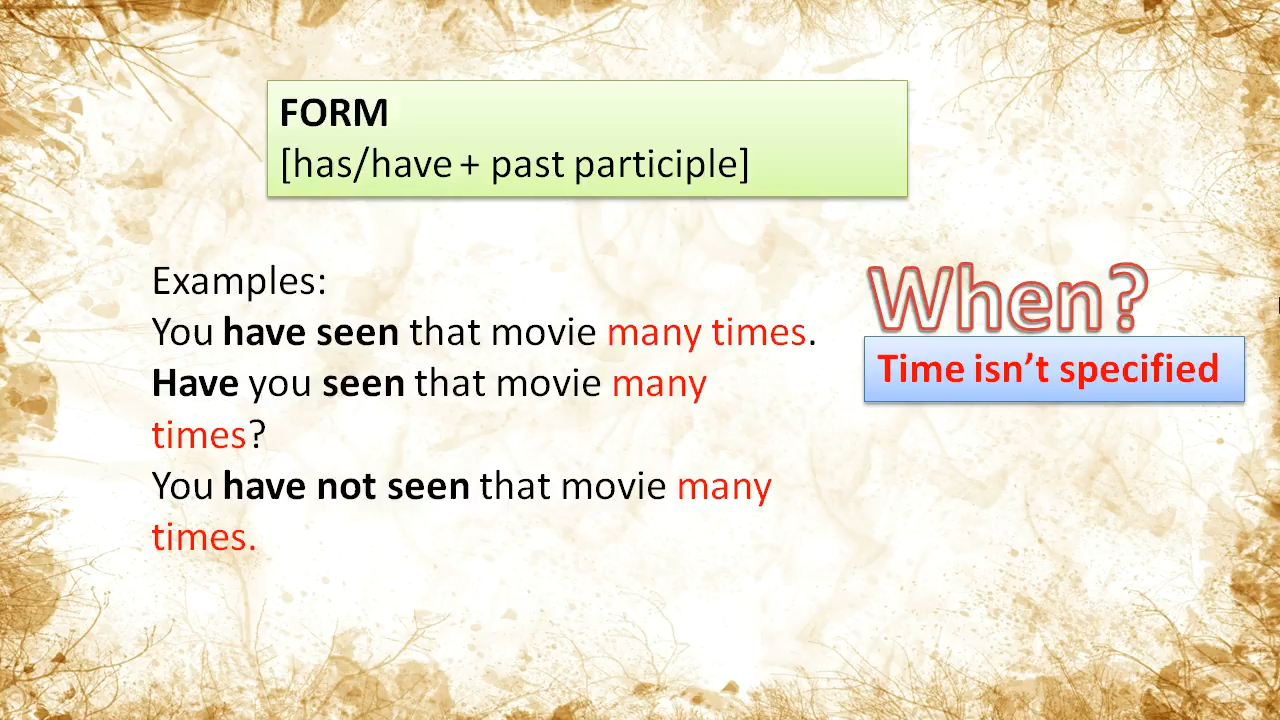 FORM
[has/have + past participle]
Examples:
You have seen that movie many times.
Have you seen that movie many
times?
You have not seen that movie many
times.
When?
Time isn’t specified